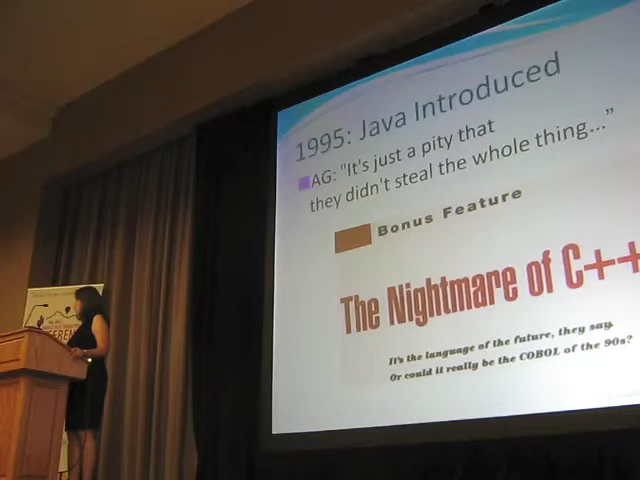 1995: Java Introduced
AG: "It's just a pity that
they didn't steal the whole thing..."
Bonus Feature
The Nightmare of C++
It's the language of the future, they say.
Or could it really be the COBOL of the 90s?